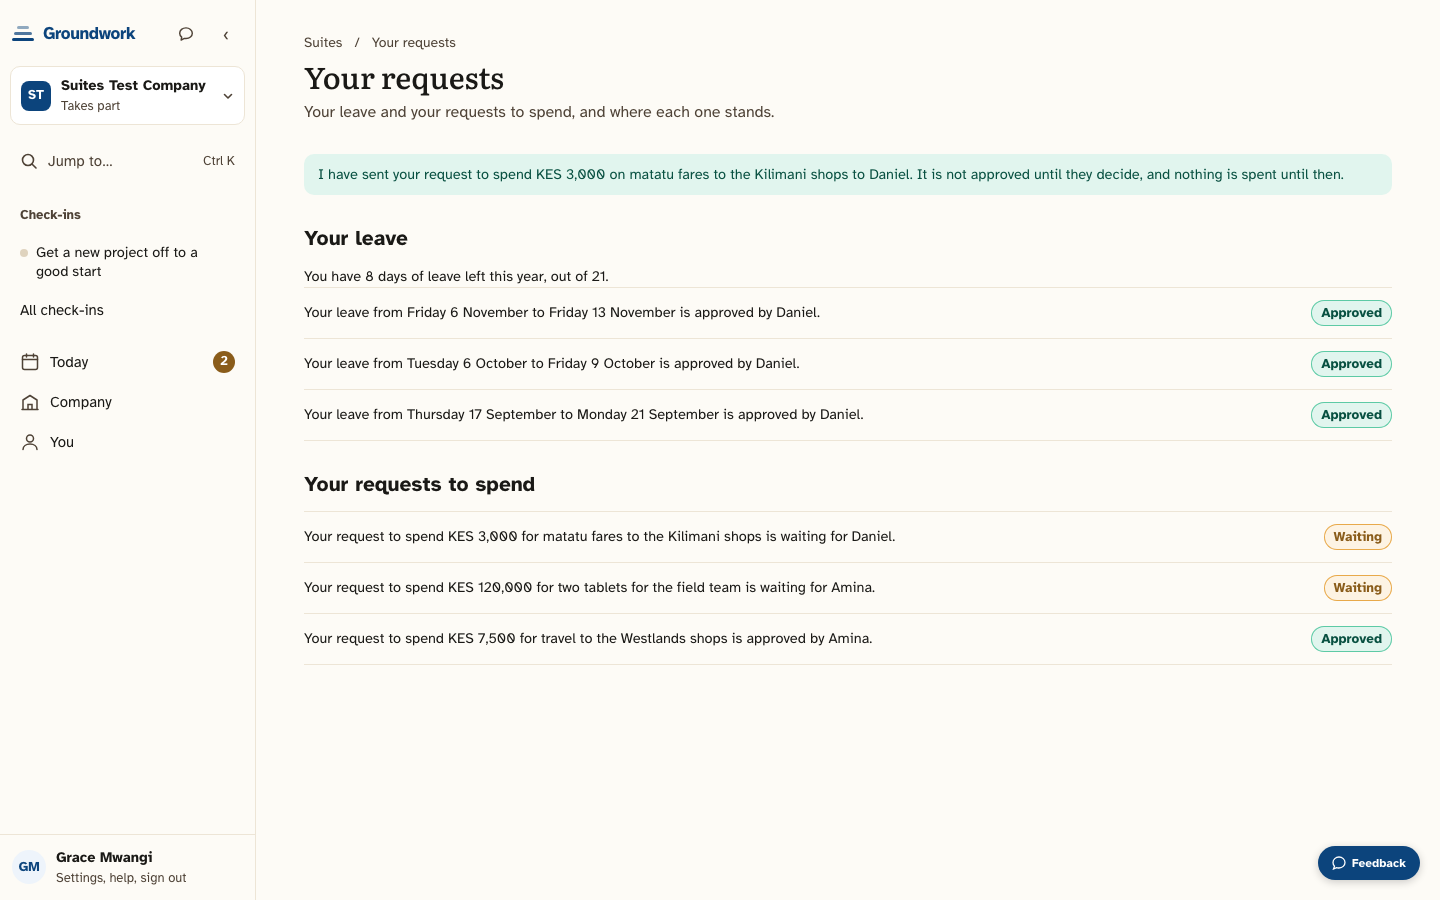 Groundwork
ST
Suites Test Company
Takes part
Jump to...
Ctrl K
Check-ins
Get a new project off to a
good start
All check-ins
Today
2
Company
You
GM
Grace Mwangi
Settings, help, sign out
Suites / Your requests
Your requests
Your leave and your requests to spend, and where each one stands.
I have sent your request to spend KES 3,000 on matatu fares to the Kilimani shops to Daniel. It is not approved until they decide, and nothing is spent until then.
Your leave
You have 8 days of leave left this year, out of 21.
Your leave from Friday 6 November to Friday 13 November is approved by Daniel.
Approved
Your leave from Tuesday 6 October to Friday 9 October is approved by Daniel.
Approved
Your leave from Thursday 17 September to Monday 21 September is approved by Daniel.
Approved
Your requests to spend
Your request to spend KES 3,000 for matatu fares to the Kilimani shops is waiting for Daniel.
Waiting
Your request to spend KES 120,000 for two tablets for the field team is waiting for Amina.
Waiting
Your request to spend KES 7,500 for travel to the Westlands shops is approved by Amina.
Approved
Feedback